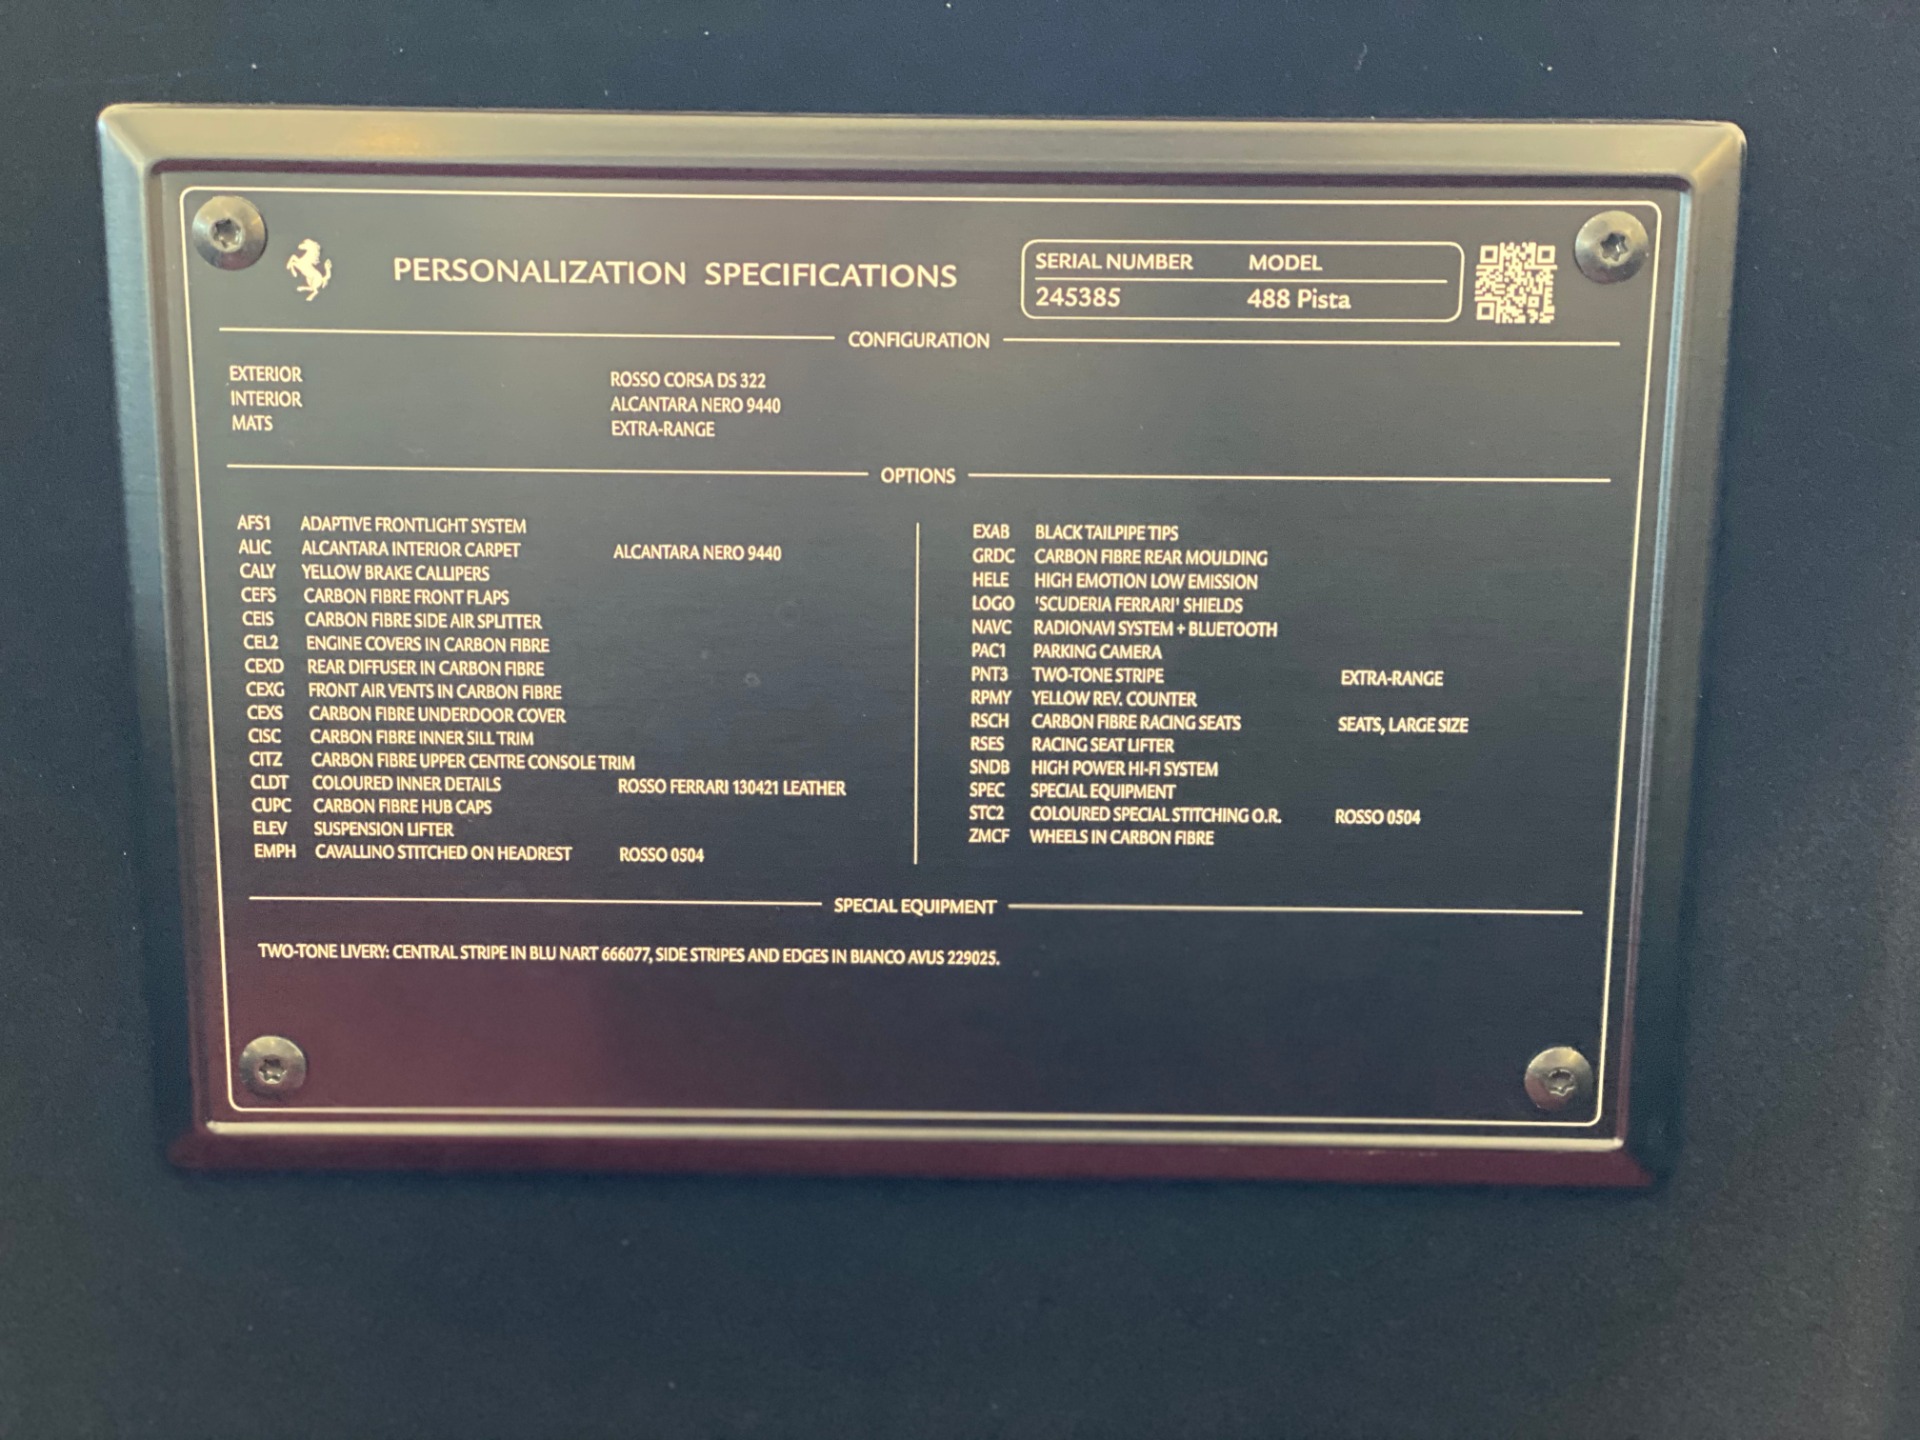 PERSONALIZATION SPECIFICATIONS
SERIAL NUMBER MODEL
245385 488 Pista
CONFIGURATION
EXTERIOR ROSSO CORSA DS 322
INTERIOR ALCANTARA NERO 9440
MATS EXTRA-RANGE
OPTIONS
AFS1 ADAPTIVE FRONTLIGHT SYSTEM
ALIC ALCANTARA INTERIOR CARPET ALCANTARA NERO 9440
CALY YELLOW BRAKE CALLIPERS
CEFS CARBON FIBRE FRONT FLAPS
CEIS CARBON FIBRE SIDE AIR SPLITTER
CEL2 ENGINE COVERS IN CARBON FIBRE
CEXD REAR DIFFUSER IN CARBON FIBRE
CEXG FRONT AIR VENTS IN CARBON FIBRE
CEXS CARBON FIBRE UNDERDOOR COVER
CISC CARBON FIBRE INNER SILL TRIM
CITZ CARBON FIBRE UPPER CENTRE CONSOLE TRIM
CLDT COLOURED INNER DETAILS ROSSO FERRARI 130421 LEATHER
CUPC CARBON FIBRE HUB CAPS
ELEV SUSPENSION LIFTER
EMPH CAVALLINO STITCHED ON HEADREST ROSSO 0504
EXAB BLACK TAILPIPE TIPS
GRDC CARBON FIBRE REAR MOULDING
HELE HIGH EMOTION LOW EMISSION
LOGO 'SCUDERIA FERRARI' SHIELDS
NAVC RADIONAVI SYSTEM + BLUETOOTH
PAC1 PARKING CAMERA
PNT3 TWO-TONE STRIPE EXTRA-RANGE
RPMY YELLOW REV. COUNTER
RSCH CARBON FIBRE RACING SEATS SEATS, LARGE SIZE
RSES RACING SEAT LIFTER
SNDB HIGH POWER HI-FI SYSTEM
SPEC SPECIAL EQUIPMENT
STC2 COLOURED SPECIAL STITCHING O.R. ROSSO 0504
ZMCF WHEELS IN CARBON FIBRE
SPECIAL EQUIPMENT
TWO-TONE LIVERY: CENTRAL STRIPE IN BLU NART 666077, SIDE STRIPES AND EDGES IN BIANCO AVUS 229025.